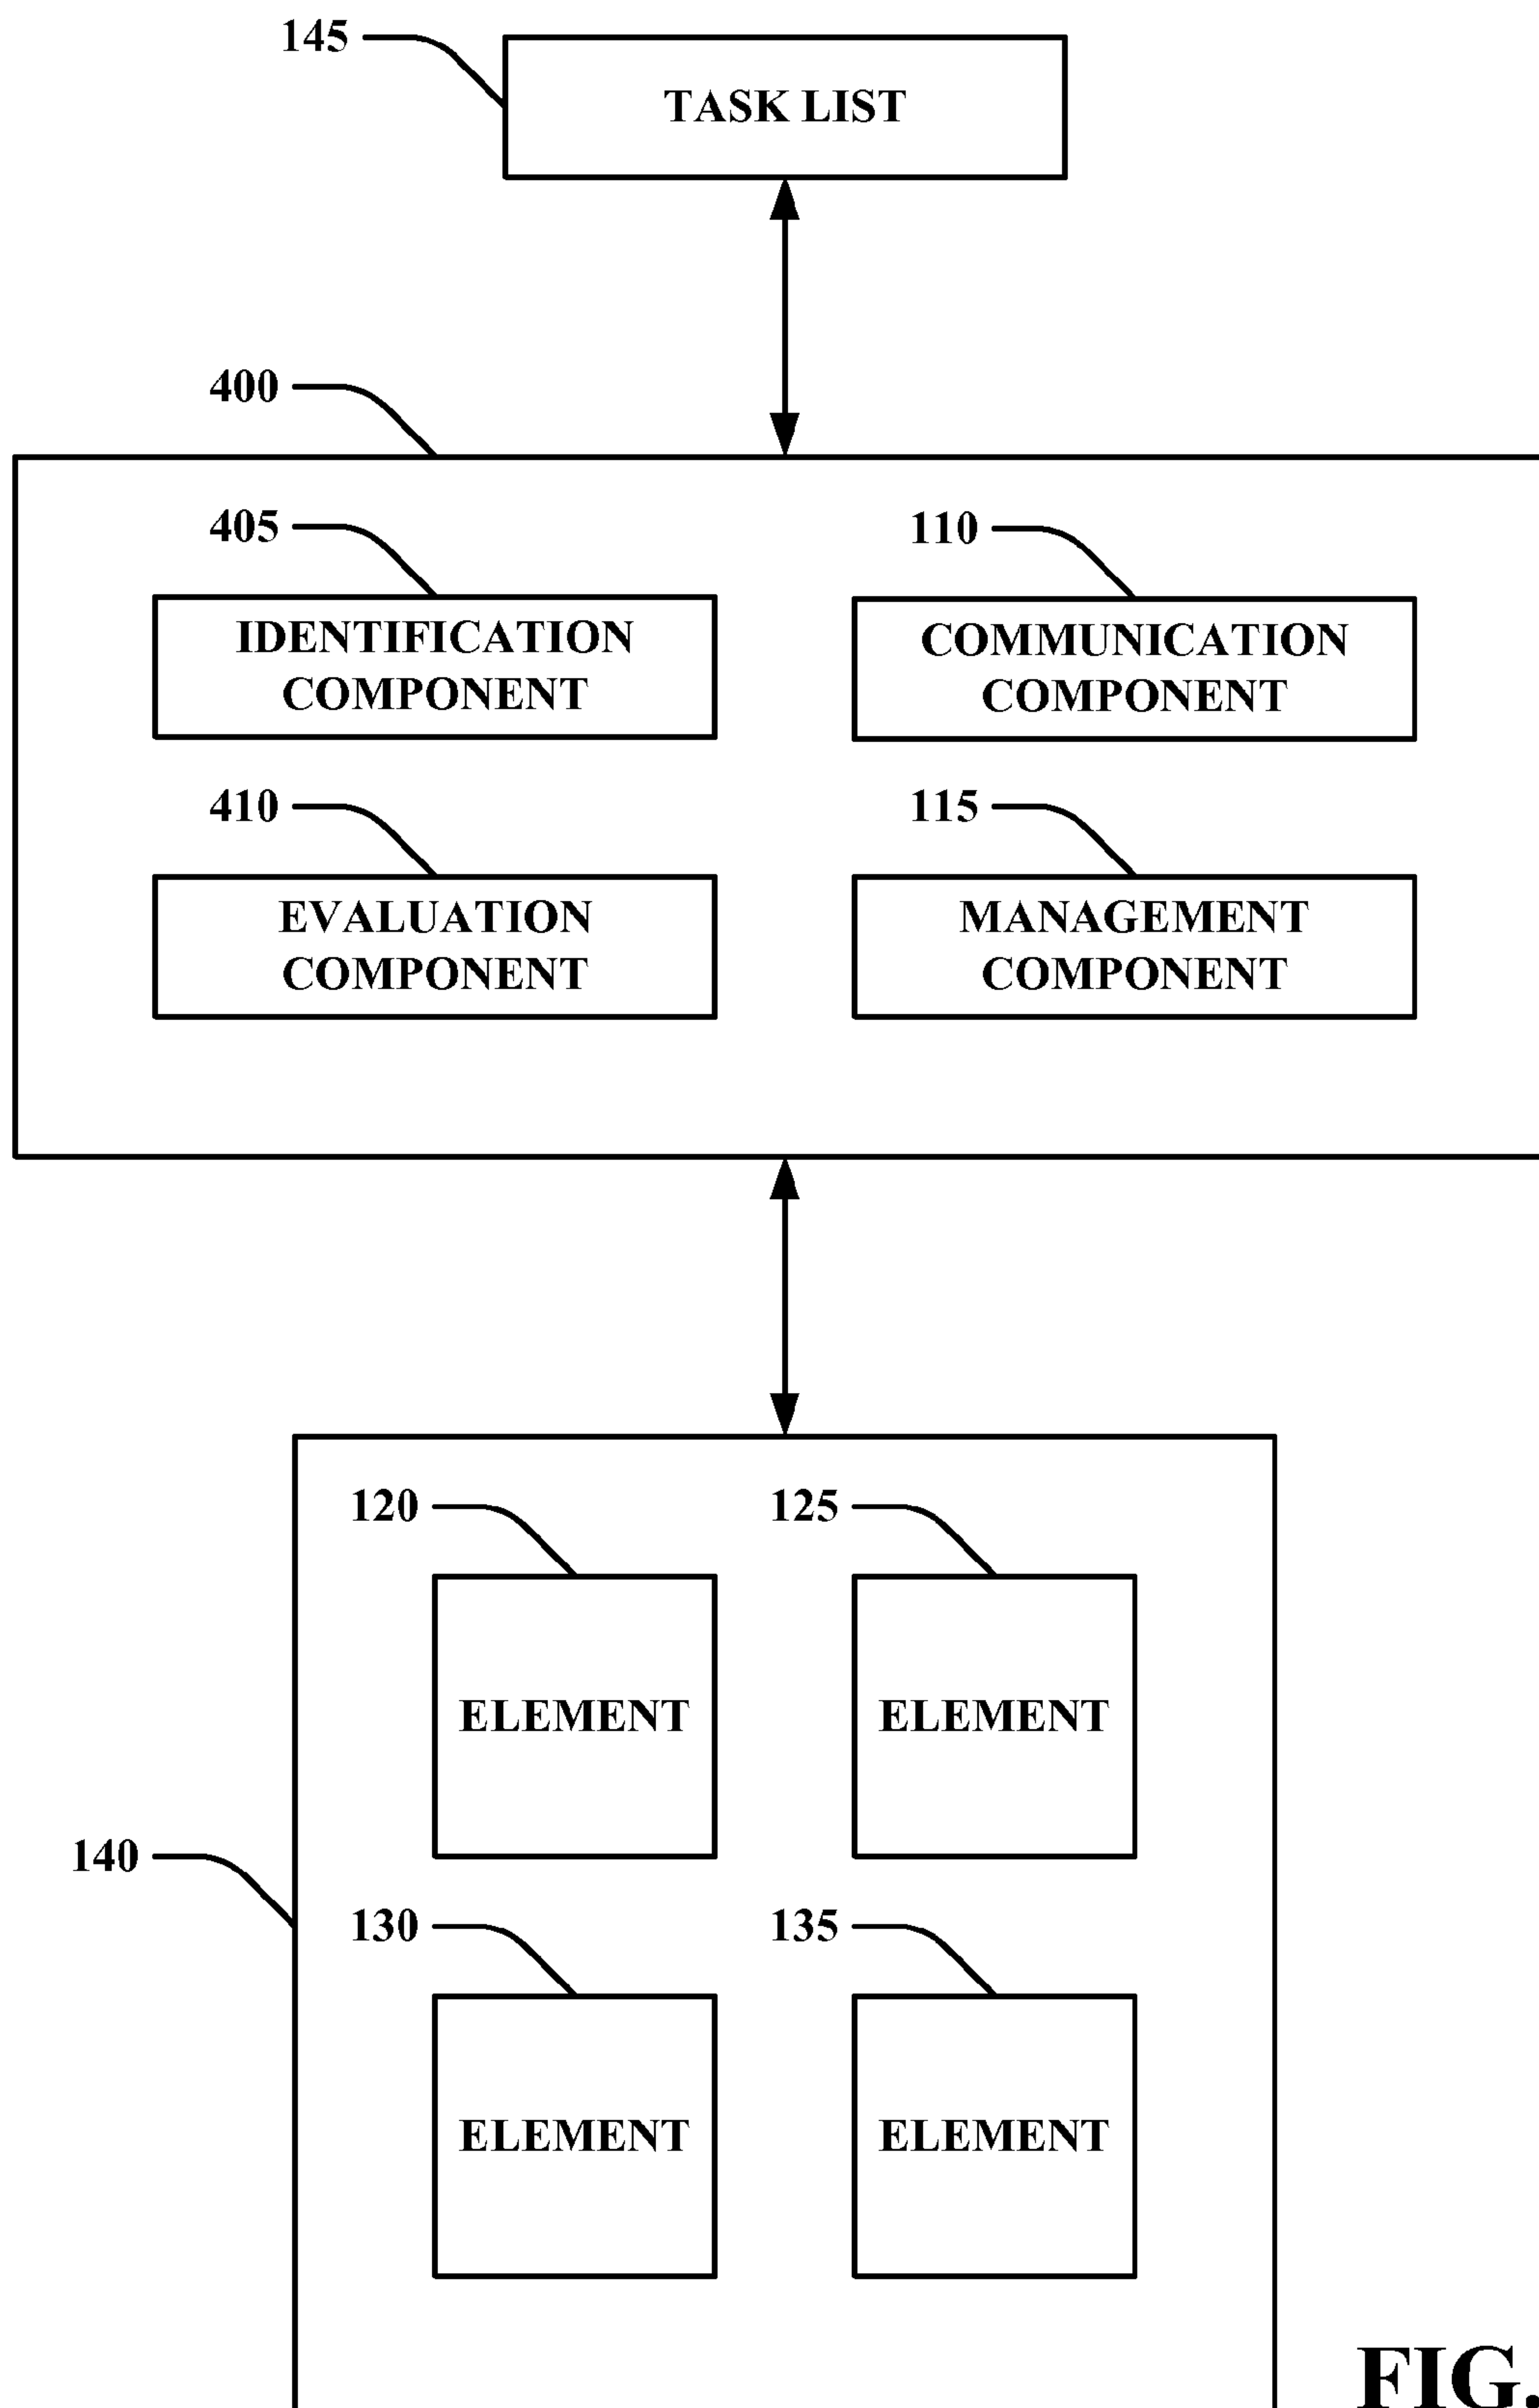 145
TASK LIST
400
405
110
IDENTIFICATION
COMPONENT
COMMUNICATION
COMPONENT
410
115
EVALUATION
COMPONENT
MANAGEMENT
COMPONENT
120
125
ELEMENT
ELEMENT
140
130
135
ELEMENT
ELEMENT
FIG.